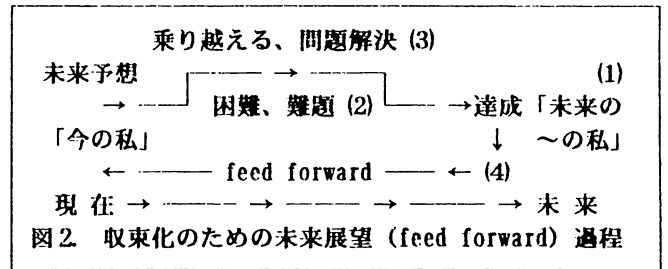 乗り越える、問題解決 (3)
未来予想 → (1)
→ 困難、難題 (2) →達成「未来の
「今の私」 ↓ ～の私」
← feed forward ← (4)
現 在 → → → → 未 来
図2. 収束化のための未来展望 (feed forward) 過程